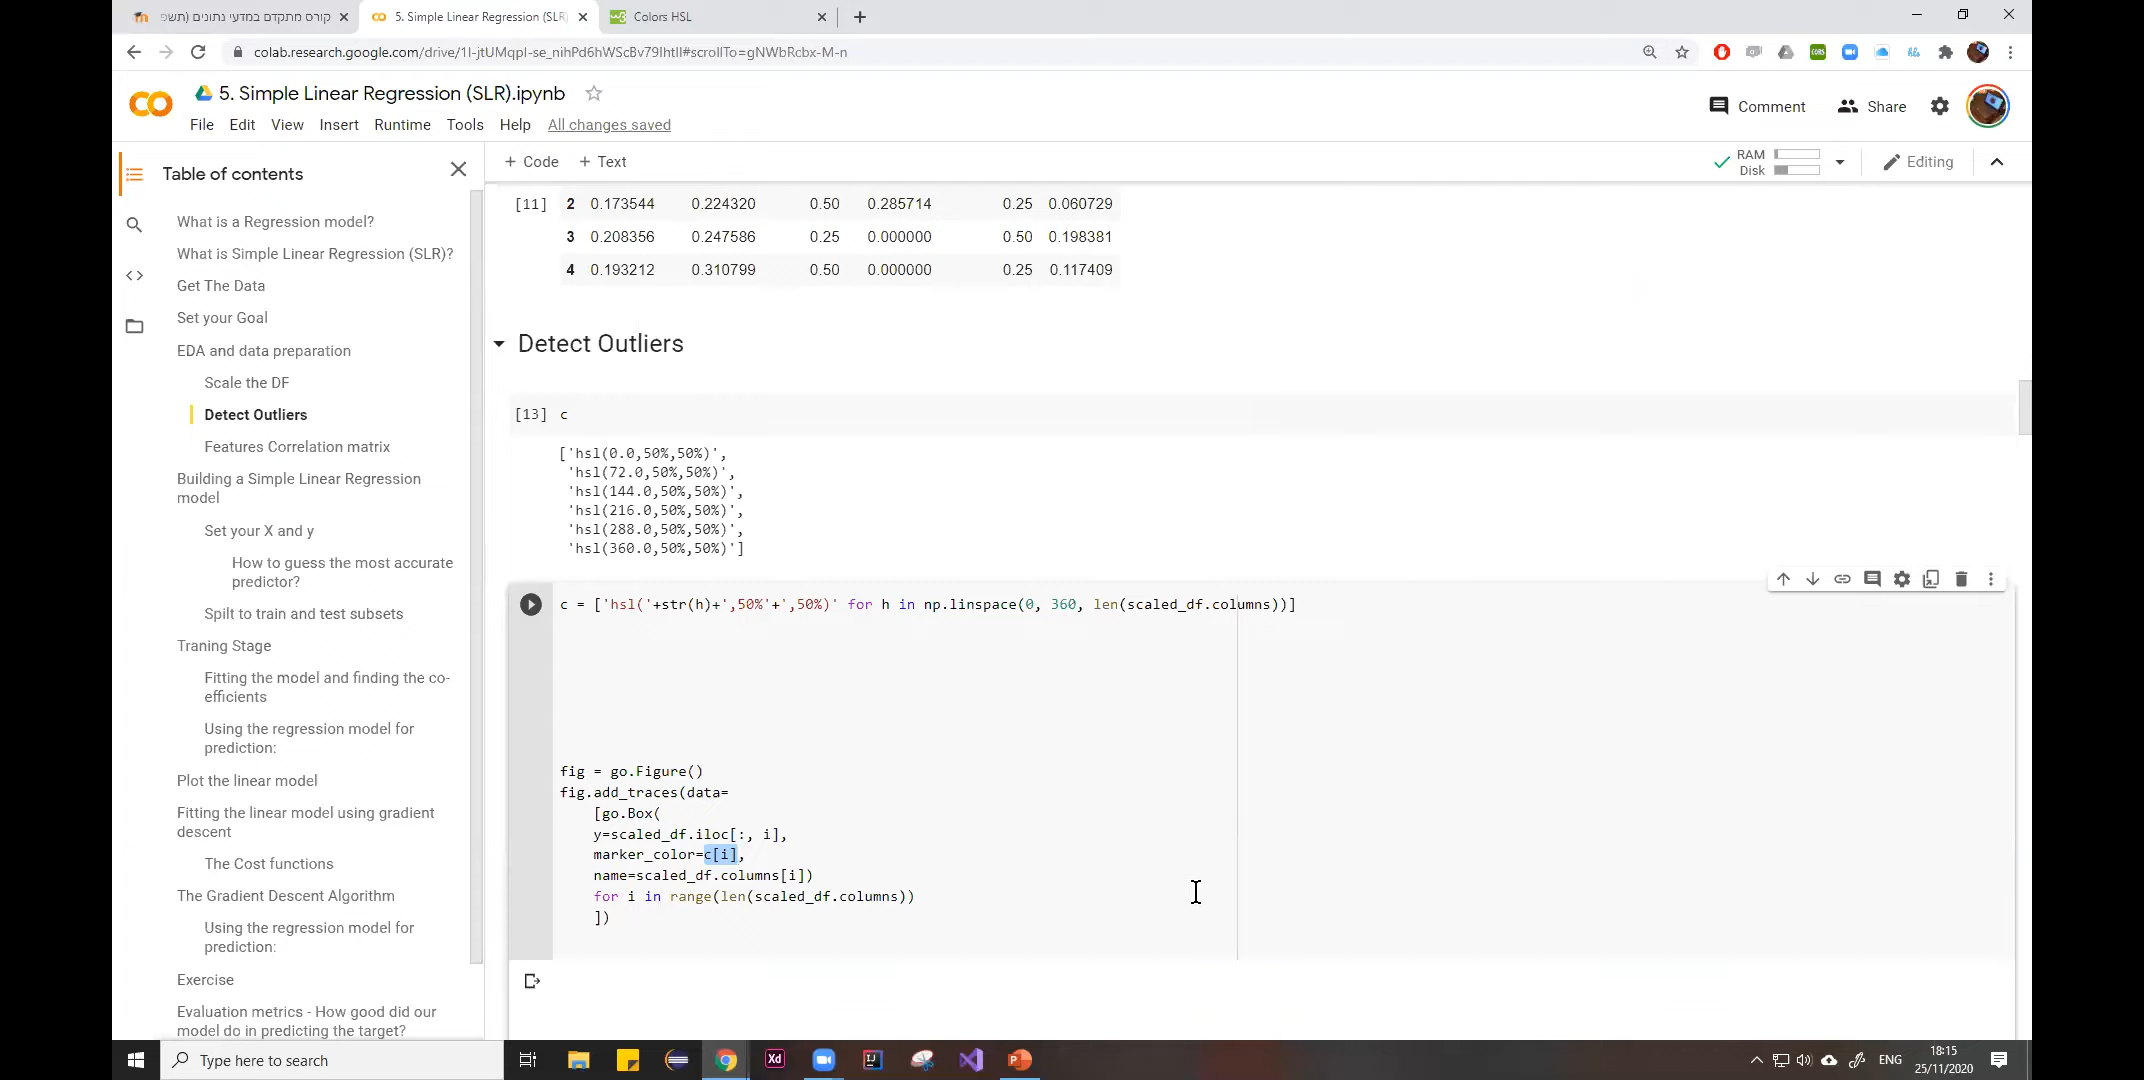 קורס מתקדם במדעי נתונים (תשפ
5. Simple Linear Regression (SLR)
Colors HSL
colab.research.google.com/drive/1I-jtUMqpI-se_nihPd6hWScBv79IhtII#scrollTo=gNWbRcbx-M-n
5. Simple Linear Regression (SLR).ipynb
Comment
Share
File Edit View Insert Runtime Tools Help All changes saved
Table of contents
+ Code + Text
RAM
Disk
Editing
What is a Regression model?
What is Simple Linear Regression (SLR)?
Get The Data
Set your Goal
EDA and data preparation
Scale the DF
Detect Outliers
Features Correlation matrix
Building a Simple Linear Regression
model
Set your X and y
How to guess the most accurate
predictor?
Spilt to train and test subsets
Traning Stage
Fitting the model and finding the co-
efficients
Using the regression model for
prediction:
Plot the linear model
Fitting the linear model using gradient
descent
The Cost functions
The Gradient Descent Algorithm
Using the regression model for
prediction:
Exercise
Evaluation metrics - How good did our
model do in predicting the target?
[11] 2 0.173544 0.224320 0.50 0.285714 0.25 0.060729
3 0.208356 0.247586 0.25 0.000000 0.50 0.198381
4 0.193212 0.310799 0.50 0.000000 0.25 0.117409
Detect Outliers
[13] c
['hsl(0.0,50%,50%)',
'hsl(72.0,50%,50%)',
'hsl(144.0,50%,50%)',
'hsl(216.0,50%,50%)',
'hsl(288.0,50%,50%)',
'hsl(360.0,50%,50%)']
c = ['hsl('+str(h)+',50%'+',50%)' for h in np.linspace(0, 360, len(scaled_df.columns))]
fig = go.Figure()
fig.add_traces(data=
[go.Box(
y=scaled_df.iloc[:, i],
marker_color=c[i],
name=scaled_df.columns[i])
for i in range(len(scaled_df.columns))
])
Type here to search
Xd
IJ
ENG
18:15
25/11/2020